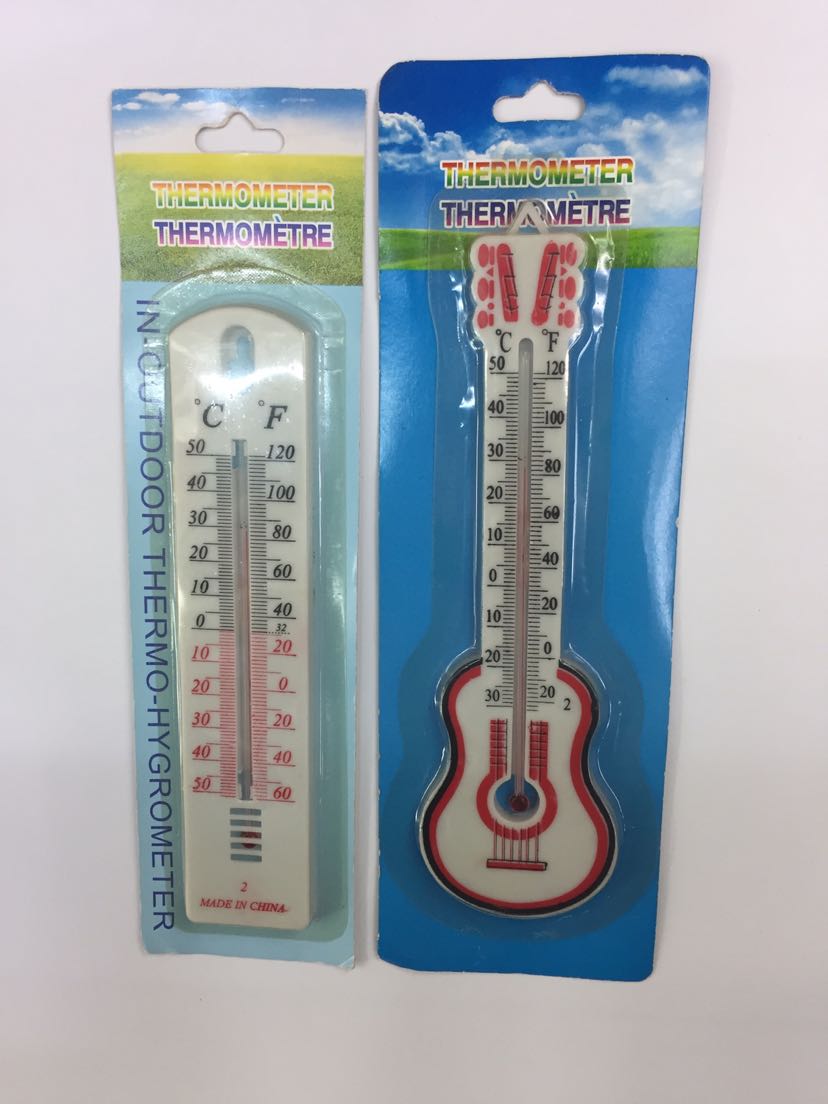 THERMOMETER
THERMOMÈTRE
IN-OUTDOOR THERMO-HYGROMETER
°C °F
50 120
40 100
30 80
20 60
10 40
0 32
10 20
20 0
30 20
40 40
50 60
2
MADE IN CHINA
THERMOMETER
THERMOMÈTRE
°C °F
50 120
40 100
30 80
20 60
10 40
0 20
10 0
20 20
30 2